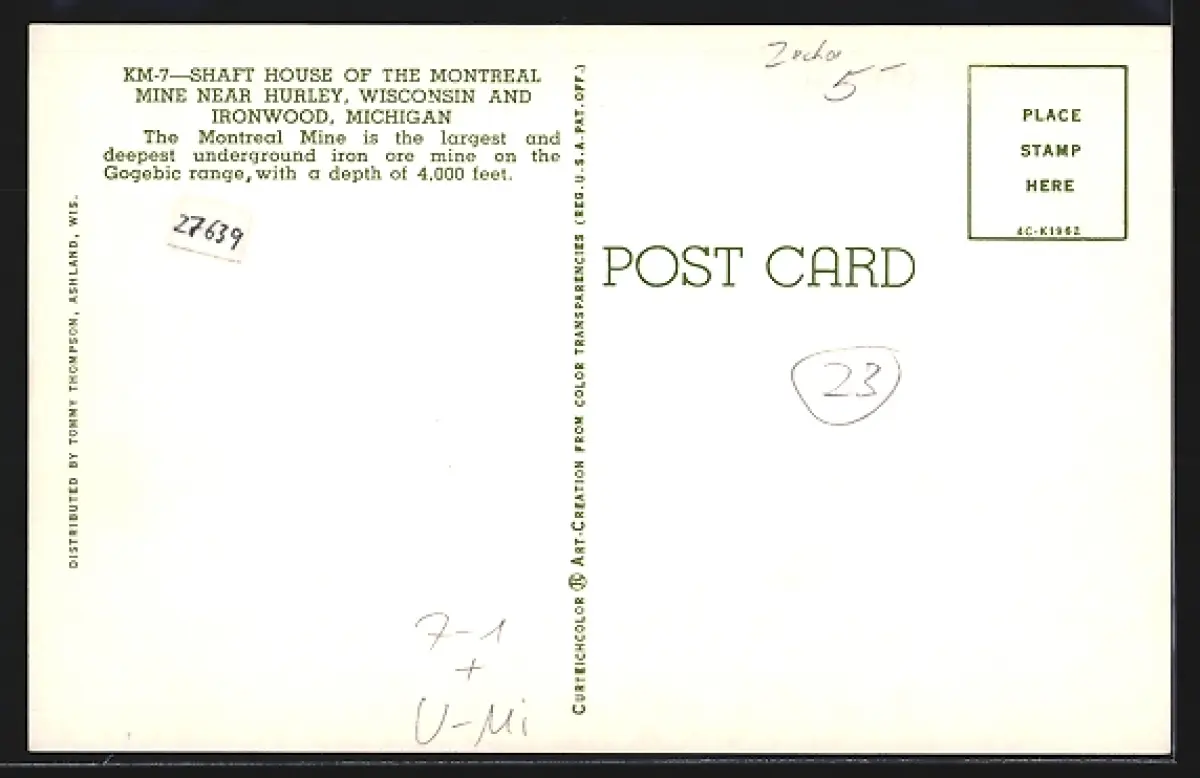 KM-7—SHAFT HOUSE OF THE MONTREAL
MINE NEAR HURLEY, WISCONSIN AND
IRONWOOD, MICHIGAN
The Montreal Mine is the largest and
deepest underground iron ore mine on the
Gogebic range, with a depth of 4,000 feet.
27639
DISTRIBUTED BY TOMMY THOMPSON, ASHLAND, WIS.
7-1
+
U-Mi
CURTEICHCOLOR ® ART-CREATION FROM COLOR TRANSPARENCIES (REG. U.S.A. PAT. OFF.)
5-
PLACE
STAMP
HERE
4C-K1962
POST CARD
23